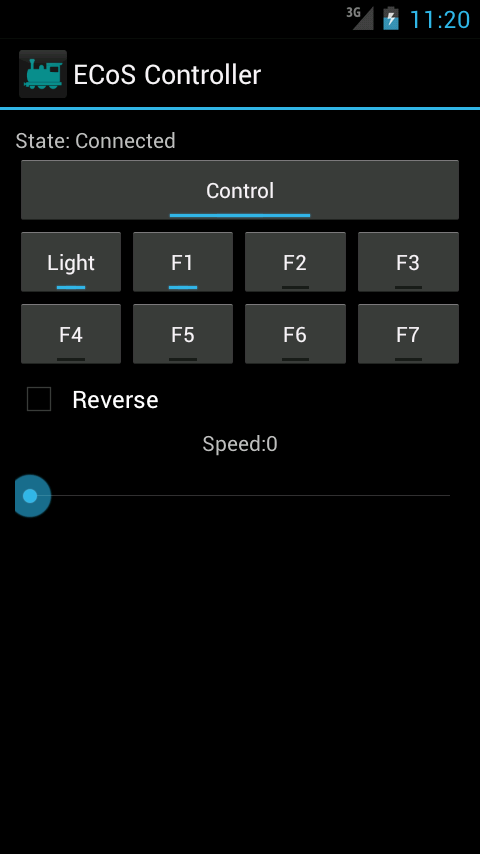 3G 11:20
ECoS Controller
State: Connected
Control
Light F1 F2 F3
F4 F5 F6 F7
Reverse
Speed:0